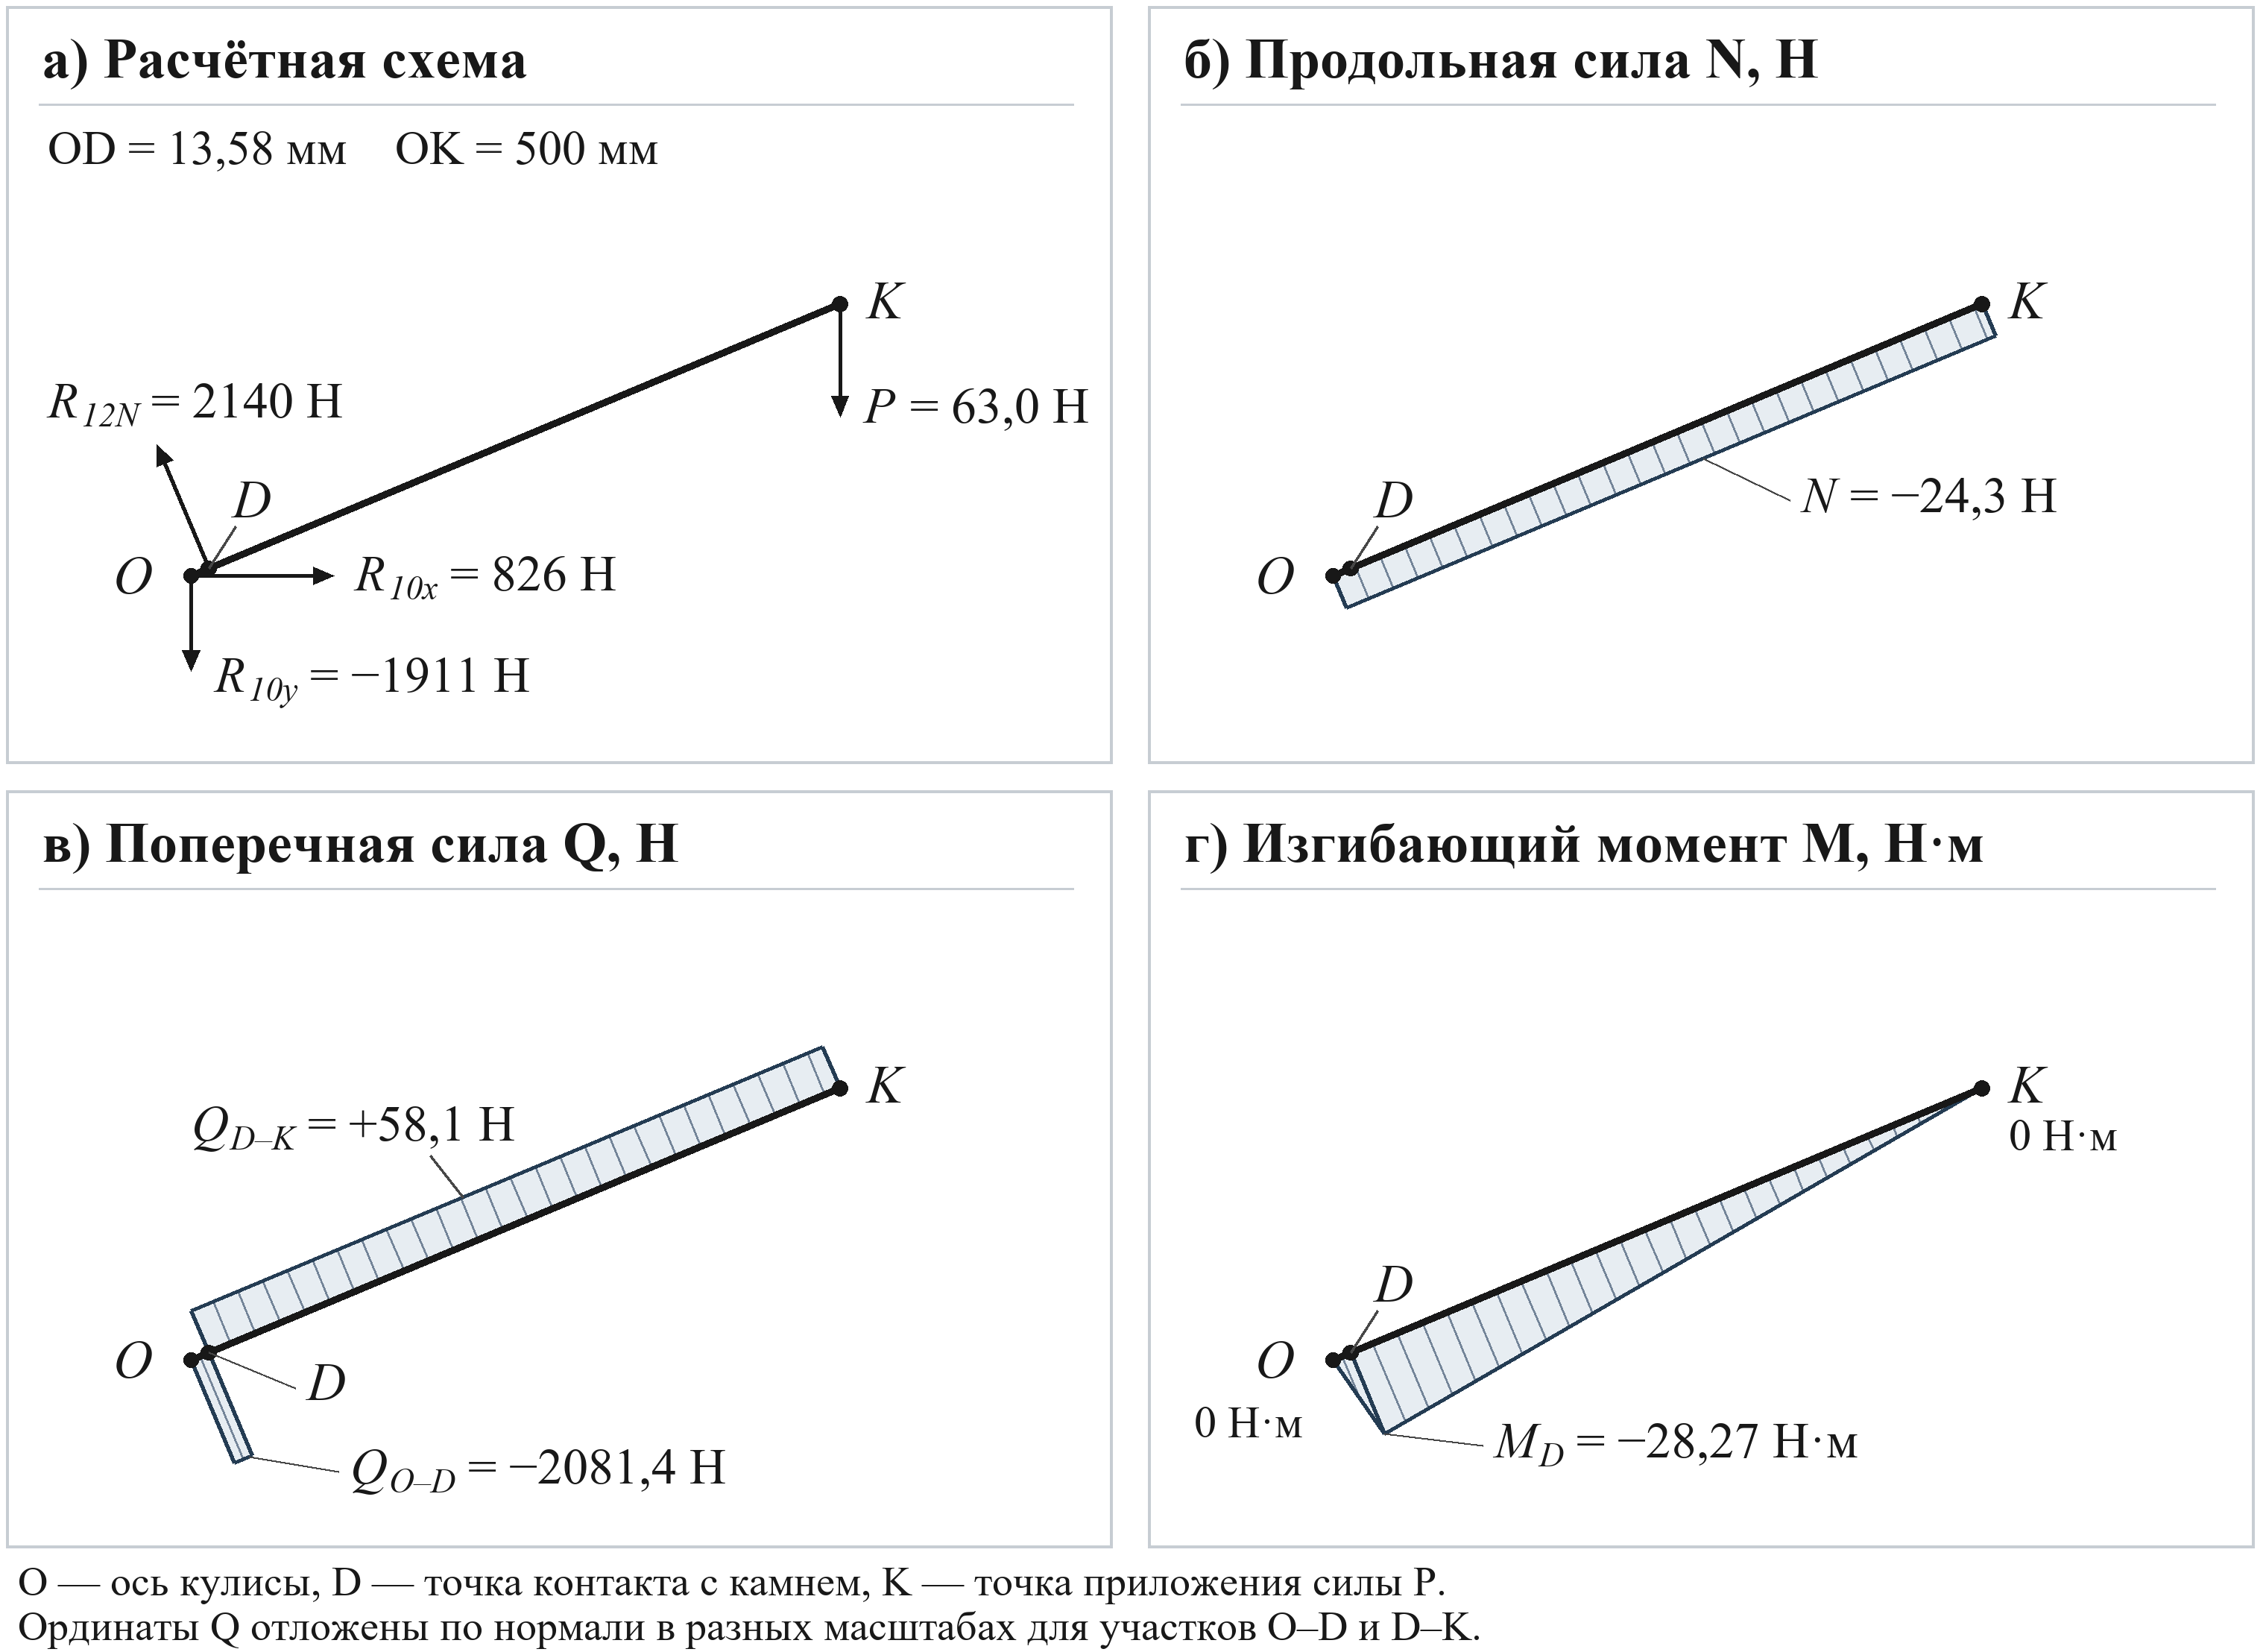 а) Расчётная схема
OD = 13,58 мм OK = 500 мм
K
R12N = 2140 Н
P = 63,0 Н
D
O
R10x = 826 Н
R10y = −1911 Н
б) Продольная сила N, Н
K
D
N = −24,3 Н
O
в) Поперечная сила Q, Н
K
QD–K = +58,1 Н
O
D
QO–D = −2081,4 Н
г) Изгибающий момент M, Н·м
K
0 Н·м
D
O
0 Н·м
MD = −28,27 Н·м
O — ось кулисы, D — точка контакта с камнем, K — точка приложения силы P.
Ординаты Q отложены по нормали в разных масштабах для участков O–D и D–K.